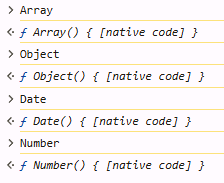 > Array
<· ƒ Array() { [native code] }
> Object
<· ƒ Object() { [native code] }
> Date
<· ƒ Date() { [native code] }
> Number
<· ƒ Number() { [native code] }